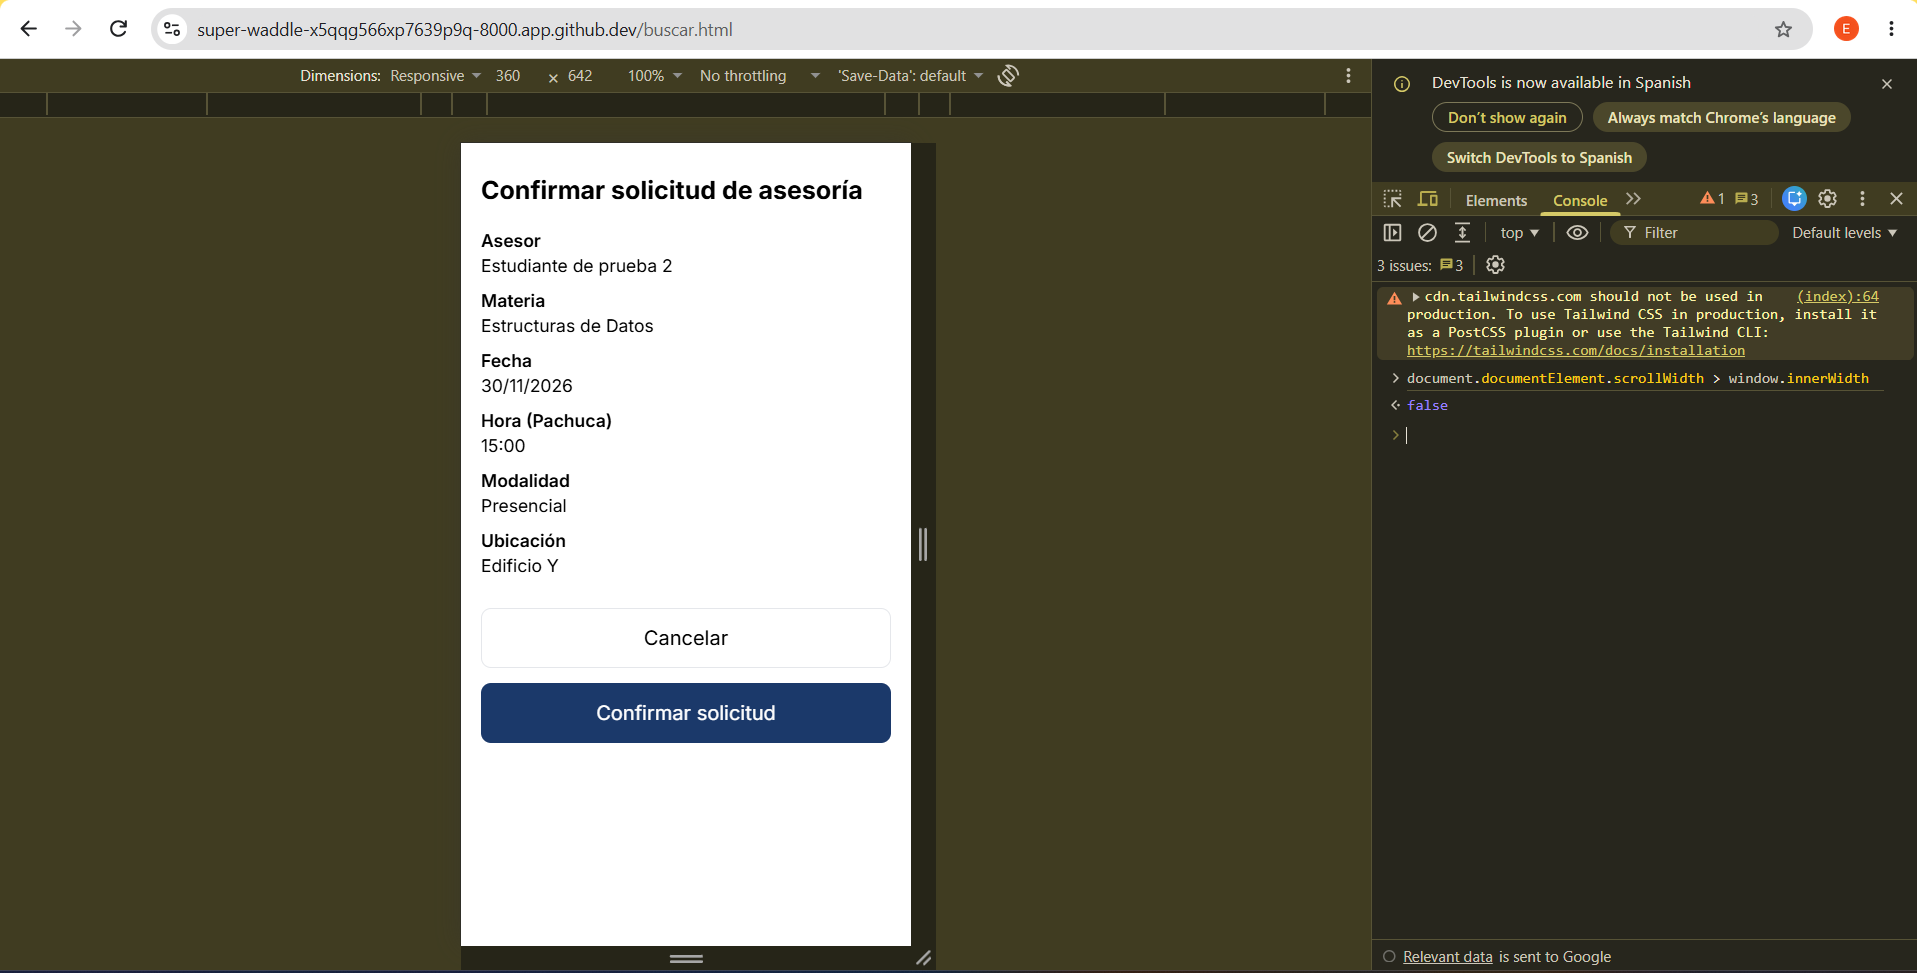 super-waddle-x5qqg566xp7639p9q-8000.app.github.dev/buscar.html
E
Dimensions: Responsive 360 × 642 100% No throttling 'Save-Data': default
DevTools is now available in Spanish
Don't show again
Always match Chrome's language
Switch DevTools to Spanish
Elements Console 1 3
top Filter Default levels
3 issues: 3
cdn.tailwindcss.com should not be used in (index):64
production. To use Tailwind CSS in production, install it
as a PostCSS plugin or use the Tailwind CLI:
https://tailwindcss.com/docs/installation
document.documentElement.scrollWidth > window.innerWidth
false
Relevant data is sent to Google
Confirmar solicitud de asesoría
Asesor
Estudiante de prueba 2
Materia
Estructuras de Datos
Fecha
30/11/2026
Hora (Pachuca)
15:00
Modalidad
Presencial
Ubicación
Edificio Y
Cancelar
Confirmar solicitud